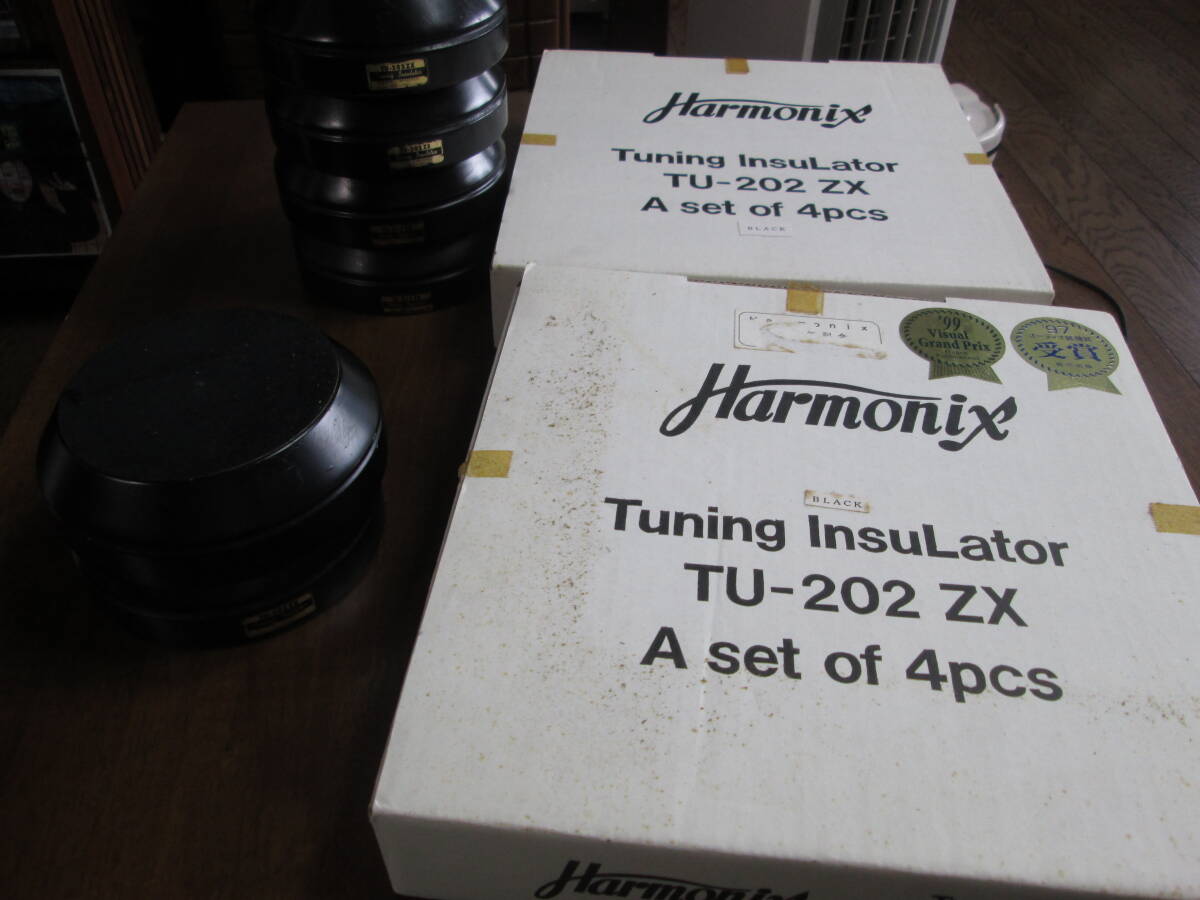 Harmonix
Tuning InsuLator
TU-202 ZX
A set of 4pcs
BLACK
'99
Visual
Grand Prix
97
受賞
Harmonix
BLACK
Tuning InsuLator
TU-202 ZX
A set of 4pcs
Harmonix